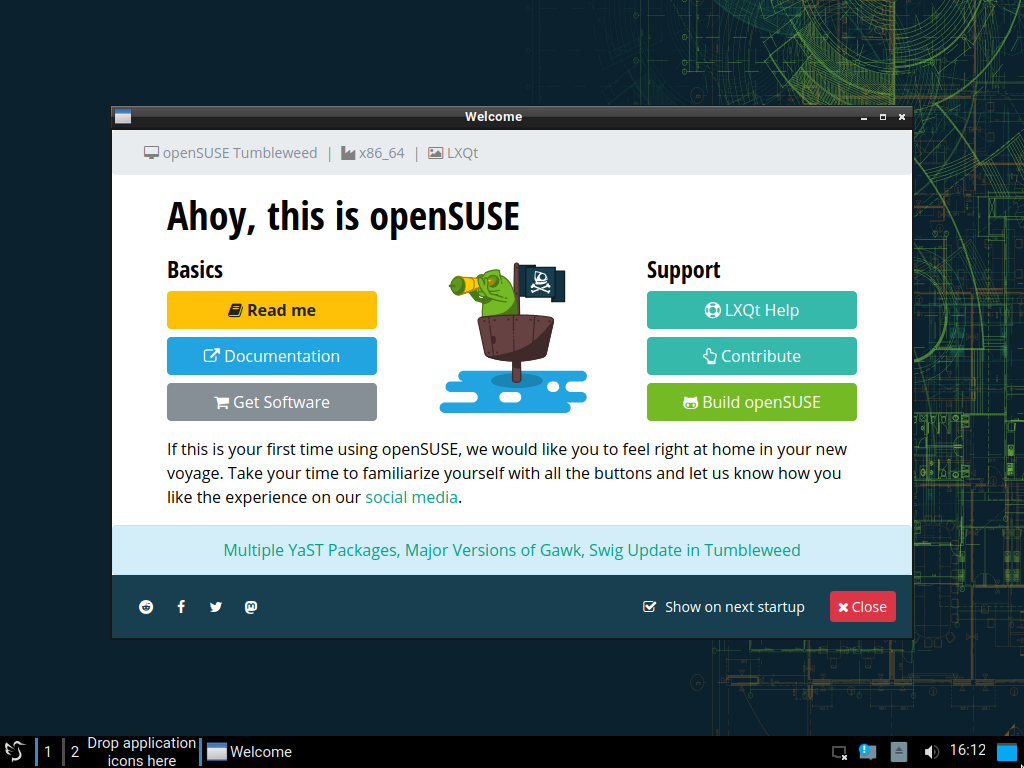 Welcome
openSUSE Tumbleweed | x86_64 | LXQt
Ahoy, this is openSUSE
Basics
Read me
Documentation
Get Software
Support
LXQt Help
Contribute
Build openSUSE
If this is your first time using openSUSE, we would like you to feel right at home in your new
voyage. Take your time to familiarize yourself with all the buttons and let us know how you
like the experience on our social media.
Multiple YaST Packages, Major Versions of Gawk, Swig Update in Tumbleweed
Show on next startup
Close
1
2
Drop application
icons here
Welcome
16:12